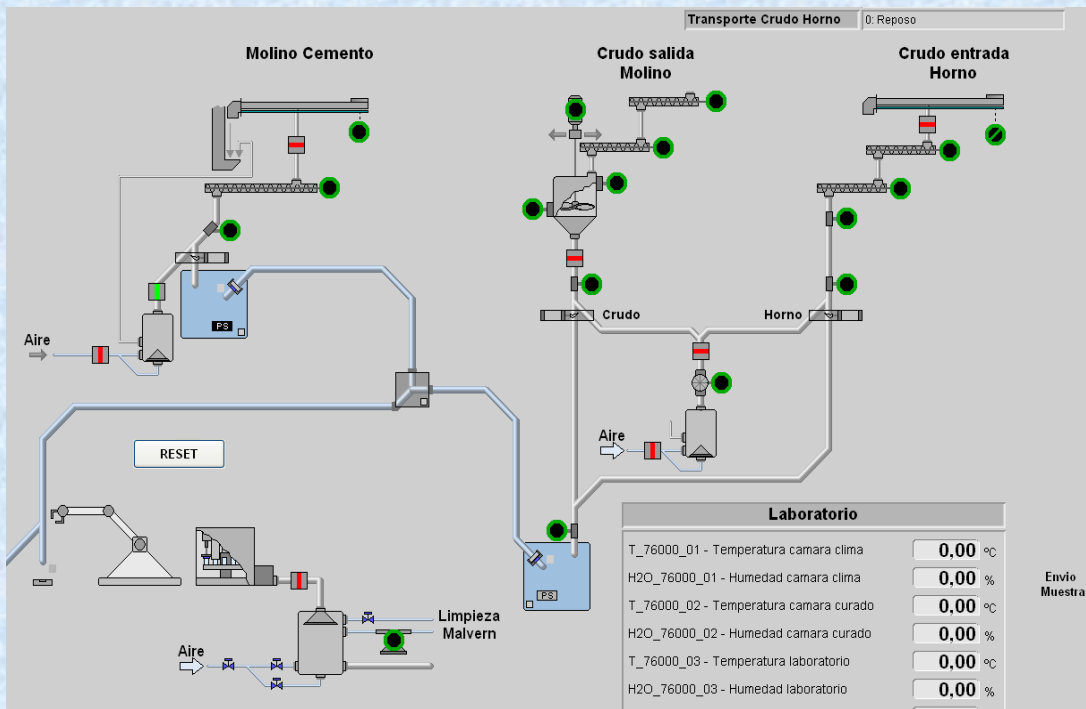 Transporte Crudo Horno
0: Reposo
Molino Cemento
Crudo salida
Molino
Crudo entrada
Horno
PS
Aire
Crudo
Horno
Aire
RESET
PS
Limpieza
Malvern
Aire
Laboratorio
T_76000_01 - Temperatura camara clima 0,00 ºC
H2O_76000_01 - Humedad camara clima 0,00 %
T_76000_02 - Temperatura camara curado 0,00 ºC
H2O_76000_02 - Humedad camara curado 0,00 %
T_76000_03 - Temperatura laboratorio 0,00 ºC
H2O_76000_03 - Humedad laboratorio 0,00 %
Envio
Muestra